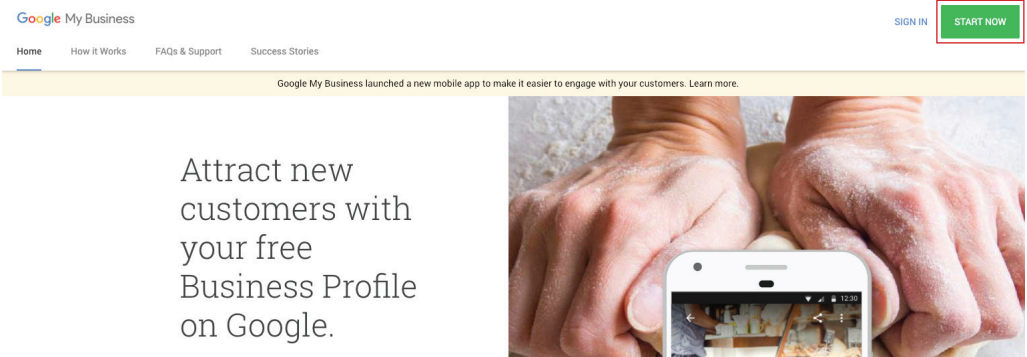 Google My Business
SIGN IN
START NOW
Home
How it Works
FAQs & Support
Success Stories
Google My Business launched a new mobile app to make it easier to engage with your customers. Learn more.
Attract new
customers with
your free
Business Profile
on Google.
12:30